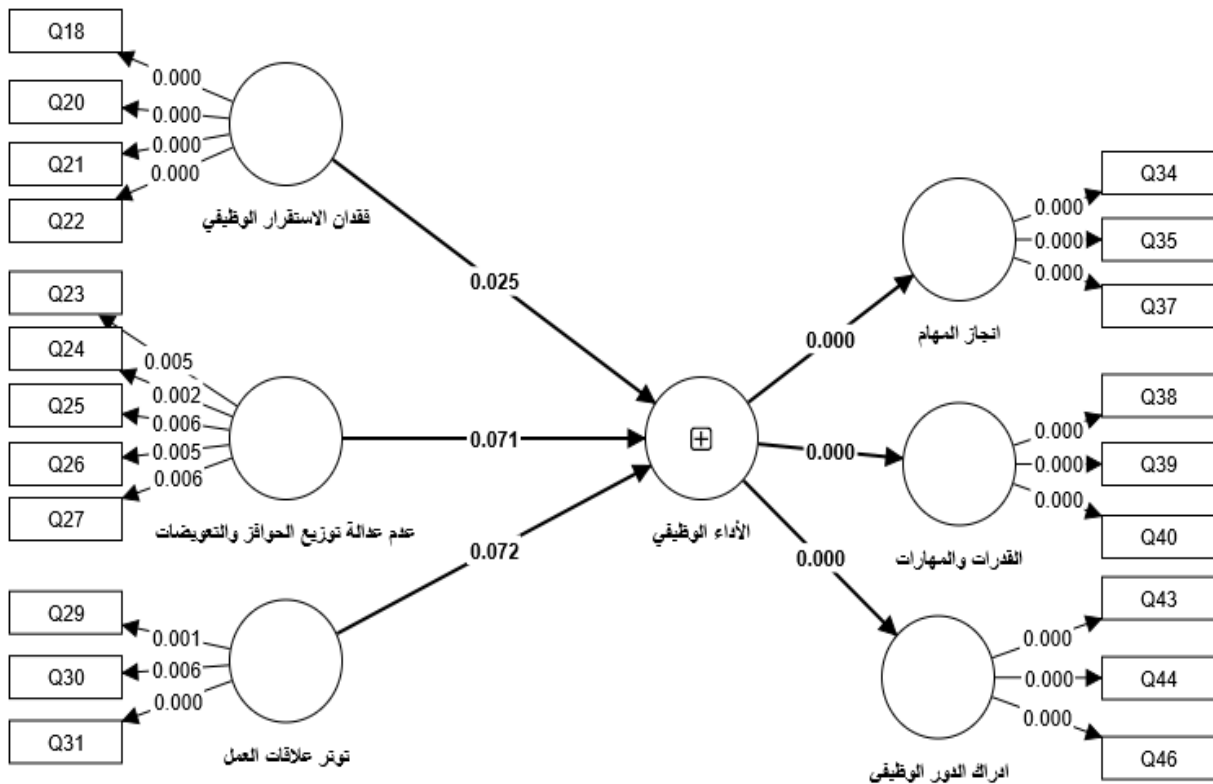 Q18
0.000
Q20
0.000
Q21
0.000
Q22
0.000
فقدان الاستقرار الوظيفي
Q23
0.005
Q24
0.002
Q25
0.006
Q26
0.005
Q27
0.006
عدم عدالة توزيع الحوافز والتعويضات
Q29
0.001
Q30
0.006
Q31
0.000
توتر علاقات العمل
0.025
0.071
0.072
الأداء الوظيفي
0.000
0.000
0.000
Q34
0.000
Q35
0.000
Q37
0.000
انجاز المهام
Q38
0.000
Q39
0.000
Q40
0.000
القدرات والمهارات
Q43
0.000
Q44
0.000
Q46
0.000
ادراك الدور الوظيفي